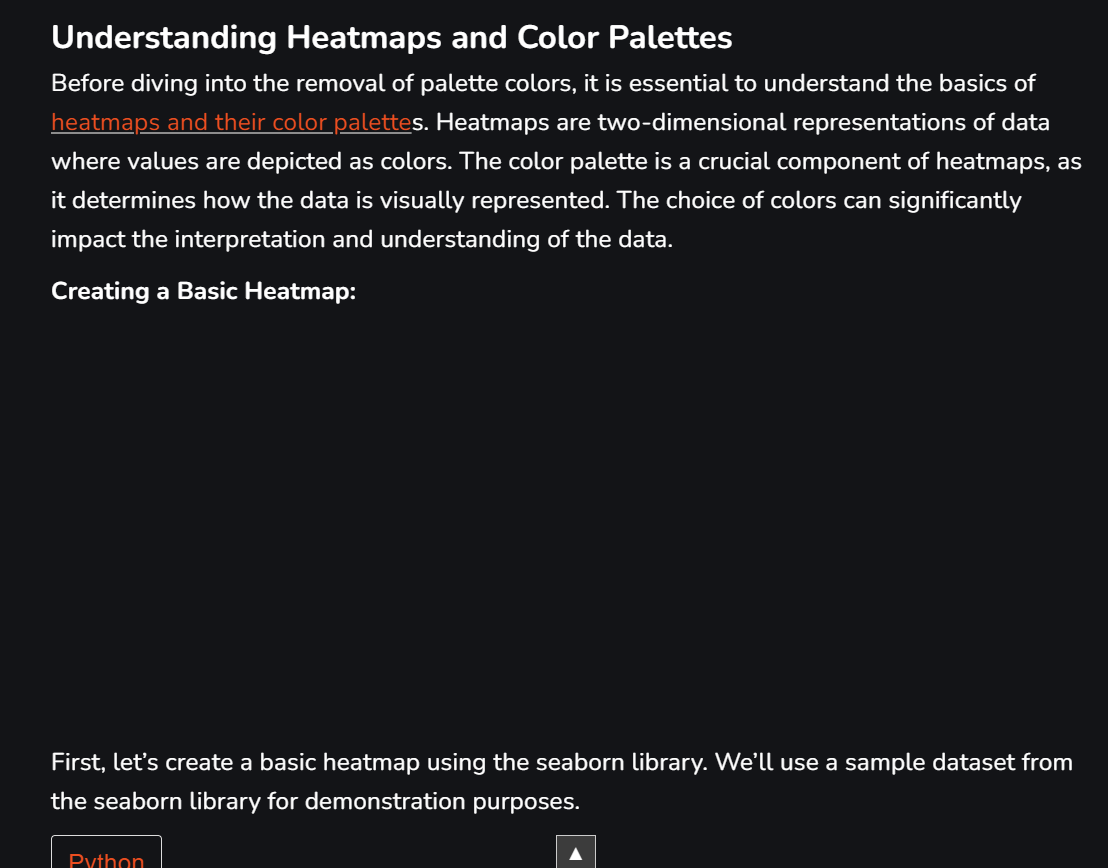 Understanding Heatmaps and Color Palettes
Before diving into the removal of palette colors, it is essential to understand the basics of
heatmaps and their color palettes. Heatmaps are two-dimensional representations of data
where values are depicted as colors. The color palette is a crucial component of heatmaps, as
it determines how the data is visually represented. The choice of colors can significantly
impact the interpretation and understanding of the data.
Creating a Basic Heatmap:
First, let’s create a basic heatmap using the seaborn library. We’ll use a sample dataset from
the seaborn library for demonstration purposes.
Python